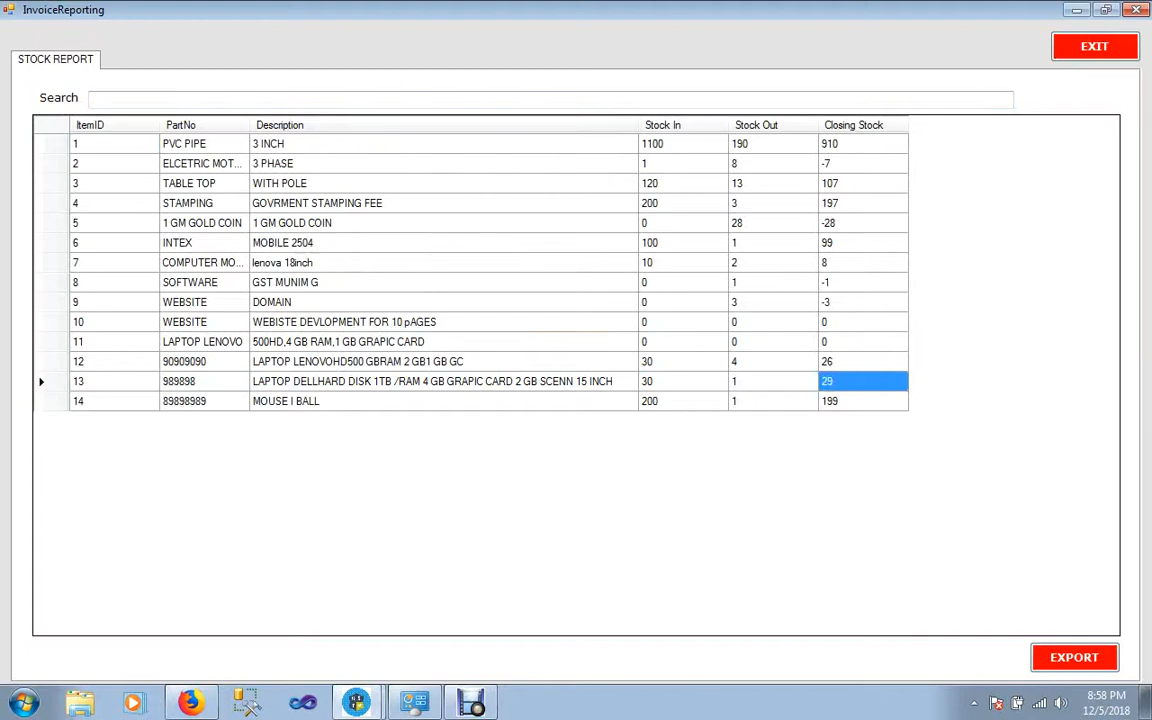 InvoiceReporting
EXIT
STOCK REPORT
Search
ItemID PartNo Description Stock In Stock Out Closing Stock
1 PVC PIPE 3 INCH 1100 190 910
2 ELCETRIC MOT... 3 PHASE 1 8 -7
3 TABLE TOP WITH POLE 120 13 107
4 STAMPING GOVRMENT STAMPING FEE 200 3 197
5 1 GM GOLD COIN 1 GM GOLD COIN 0 28 -28
6 INTEX MOBILE 2504 100 1 99
7 COMPUTER MO... lenova 18inch 10 2 8
8 SOFTWARE GST MUNIM G 0 1 -1
9 WEBSITE DOMAIN 0 3 -3
10 WEBSITE WEBISTE DEVLOPMENT FOR 10 pAGES 0 0 0
11 LAPTOP LENOVO 500HD,4 GB RAM,1 GB GRAPIC CARD 0 0 0
12 90909090 LAPTOP LENOVOHD500 GBRAM 2 GB1 GB GC 30 4 26
13 989898 LAPTOP DELLHARD DISK 1TB /RAM 4 GB GRAPIC CARD 2 GB SCENN 15 INCH 30 1 29
14 89898989 MOUSE I BALL 200 1 199
EXPORT
8:58 PM
12/5/2018